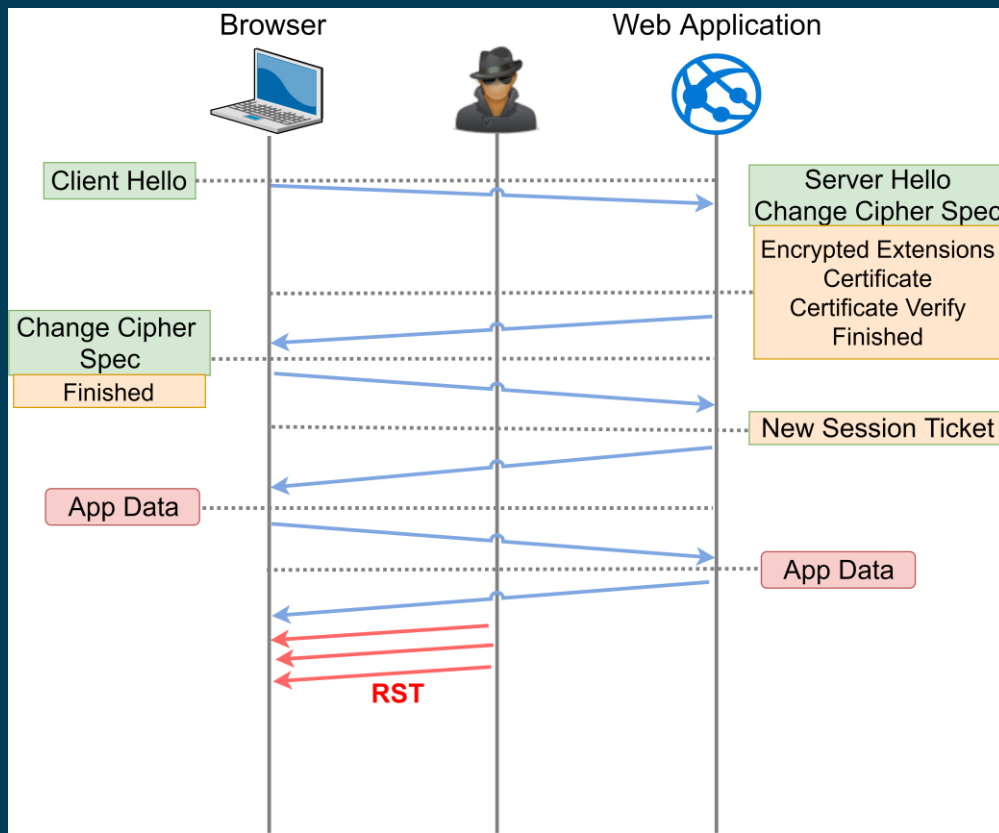 Browser
Web Application
Client Hello
Server Hello
Change Cipher Spec
Encrypted Extensions
Certificate
Certificate Verify
Finished
Change Cipher
Spec
Finished
New Session Ticket
App Data
App Data
RST